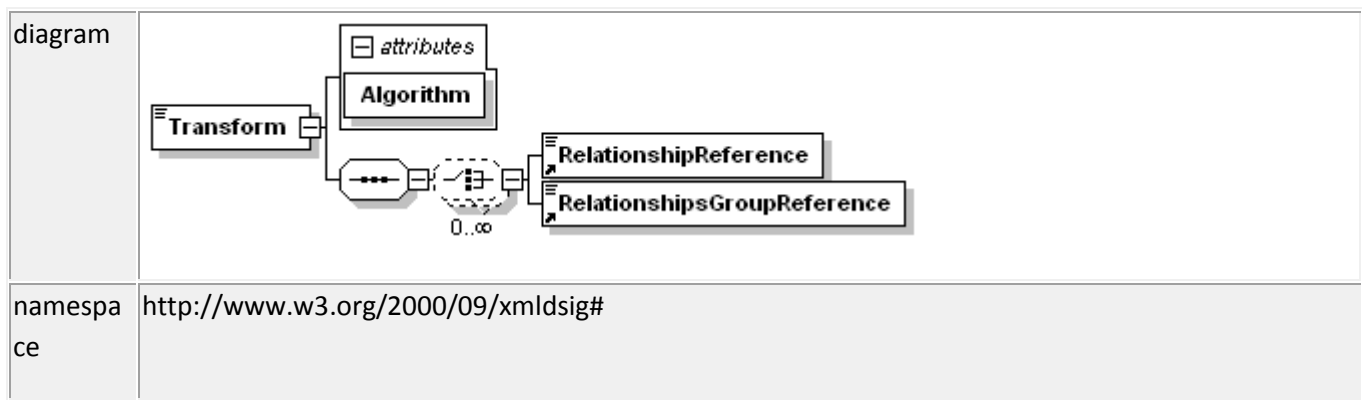 diagram
attributes
Algorithm
Transform
RelationshipReference
RelationshipsGroupReference
0..∞
namespa
ce
http://www.w3.org/2000/09/xmldsig#